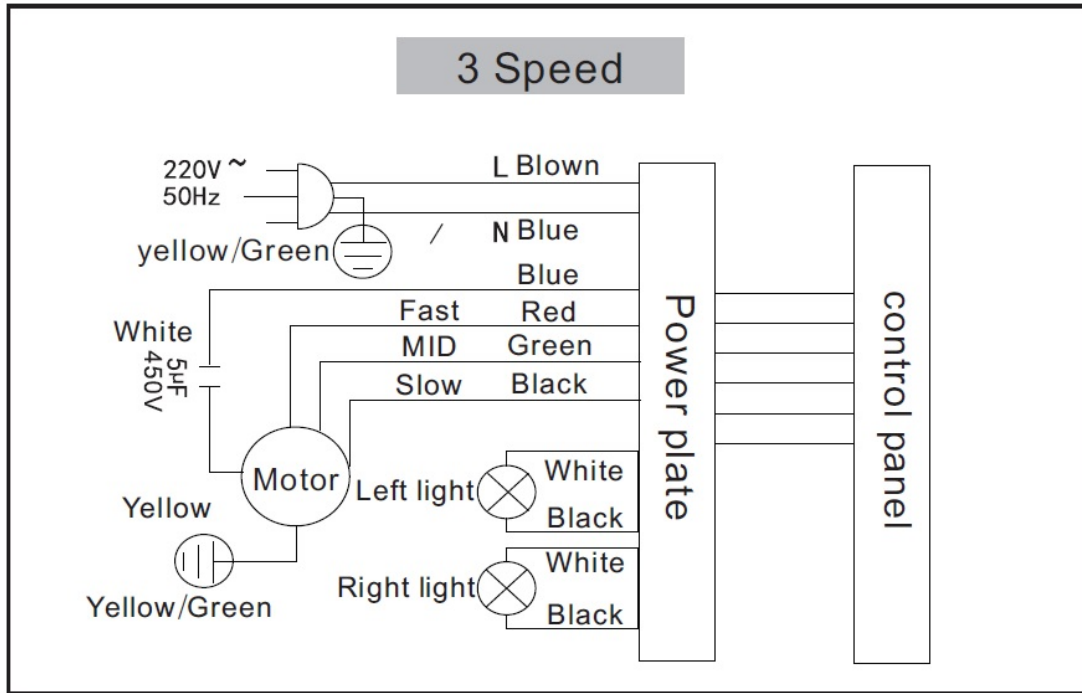 3 Speed
220V ~
50Hz
L Blown
N Blue
/
yellow/Green
Blue
Fast Red
White
MID Green
5μF
450V
Slow Black
Motor
Left light
White
Black
Yellow
Right light
White
Black
Yellow/Green
Power plate
control panel